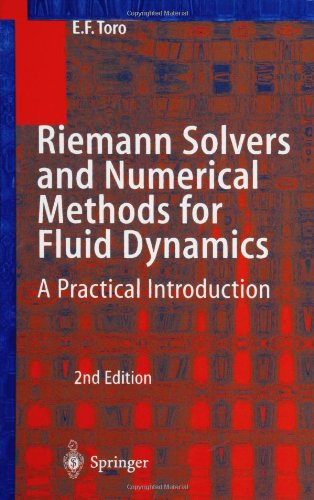 E.F. Toro
Riemann Solvers
and Numerical
Methods for
Fluid Dynamics
A Practical Introduction
2nd Edition
Springer